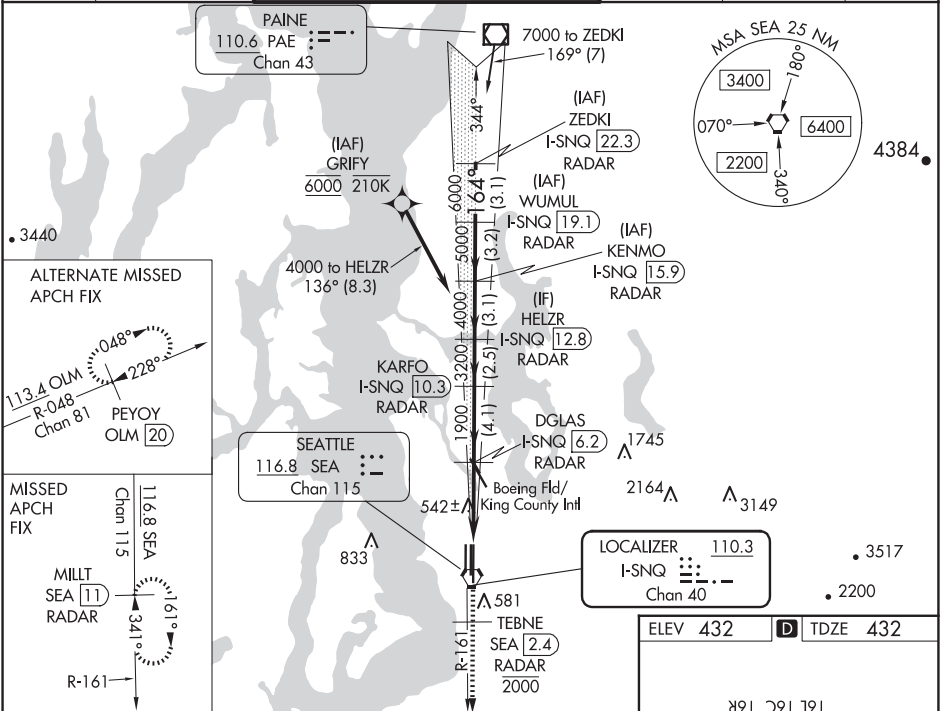 PAINE
110.6 PAE
Chan 43
7000 to ZEDKI
169° (7)
344°
MSA SEA 25 NM
180°
3400
070°
6400
2200
340°
4384
(IAF)
ZEDKI
I-SNQ 22.3
RADAR
(IAF)
GRIFY
6000 210K
6000
164°
(3.1)
(IAF)
WUMUL
I-SNQ 19.1
RADAR
5000
(3.2)
(IAF)
KENMO
I-SNQ 15.9
RADAR
3440
4000 to HELZR
136° (8.3)
4000
(3.1)
(IF)
HELZR
I-SNQ 12.8
RADAR
3200
(2.5)
KARFO
I-SNQ 10.3
RADAR
1900
(4.1)
DGLAS
I-SNQ 6.2
RADAR
1745
ALTERNATE MISSED
APCH FIX
048°
228°
113.4 OLM
R-048
Chan 81
PEYOY
OLM 20
SEATTLE
116.8 SEA
Chan 115
Boeing Fld/
King County Intl
542±
2164
3149
833
MISSED
APCH
FIX
116.8 SEA
Chan 115
MILLT
SEA 11
RADAR
161°
341°
R-161
LOCALIZER 110.3
I-SNQ
Chan 40
3517
2200
581
TEBNE
SEA 2.4
RADAR
2000
R-161
ELEV 432 D TDZE 432
16L 16C 16R